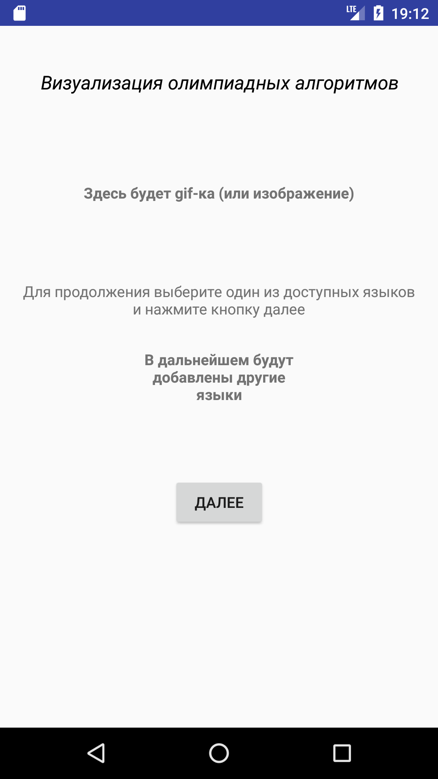 LTE 19:12
Визуализация олимпиадных алгоритмов
Здесь будет gif-ка (или изображение)
Для продолжения выберите один из доступных языков
и нажмите кнопку далее
В дальнейшем будут
добавлены другие
языки
ДАЛЕЕ